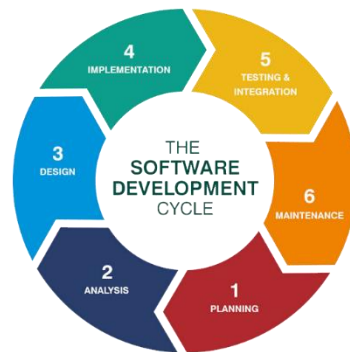 THE
SOFTWARE
DEVELOPMENT
CYCLE
1
PLANNING
2
ANALYSIS
3
DESIGN
4
IMPLEMENTATION
5
TESTING &
INTEGRATION
6
MAINTENANCE